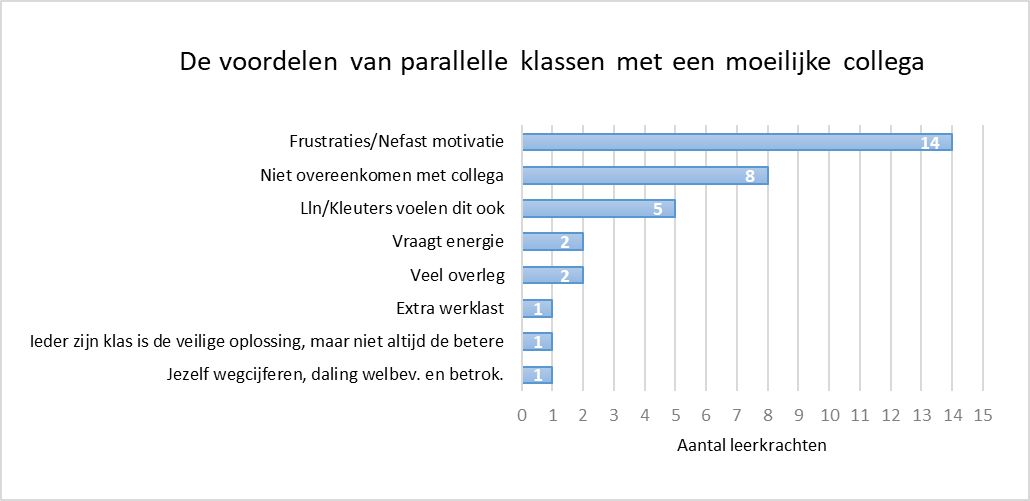 De voordelen van parallelle klassen met een moeilijke collega
Frustraties/Nefast motivatie
14
Niet overeenkomen met collega
8
Lln/Kleuters voelen dit ook
5
Vraagt energie
2
Veel overleg
2
Extra werklast
1
Ieder zijn klas is de veilige oplossing, maar niet altijd de betere
1
Jezelf wegcijferen, daling welbev. en betrok.
1
0 1 2 3 4 5 6 7 8 9 10 11 12 13 14 15
Aantal leerkrachten